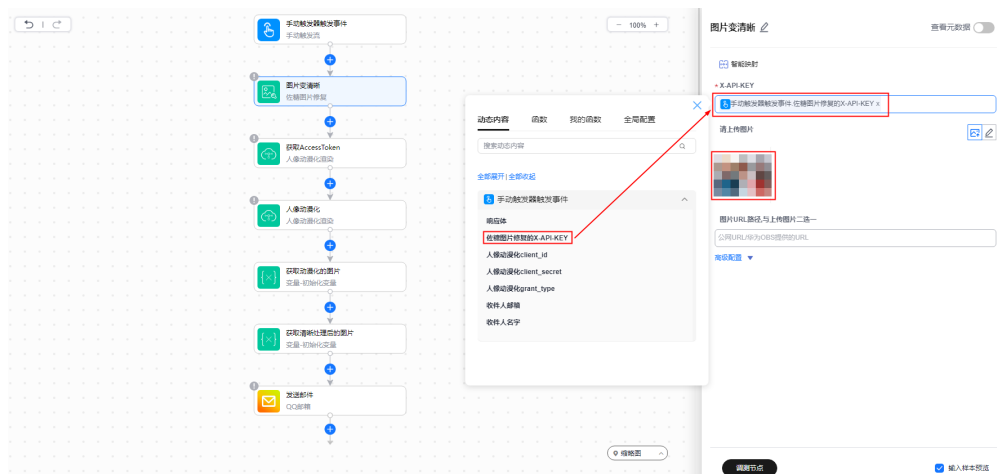 手动触发器触发事件
手动触发流
图片变清晰
佐糖图片修复
获取AccessToken
人像动漫化渲染
人像动漫化
人像动漫化渲染
获取动漫化的图片
变量-初始化变量
获取清晰处理后的图片
变量-初始化变量
发送邮件
QQ邮箱
− 100% +
动态内容 函数 我的函数 全局配置
搜索动态内容
全部展开|全部收起
手动触发器触发事件
响应体
佐糖图片修复的X-API-KEY
人像动漫化client_id
人像动漫化client_secret
人像动漫化grant_type
收件人邮箱
收件人名字
缩略图
图片变清晰
查看元数据
智能映射
* X-API-KEY
手动触发器触发事件.佐糖图片修复的X-API-KEY x
请上传图片
图片URL路径,与上传图片二选一
公网URL/华为OBS提供的URL
高级配置
调测节点
输入样本预览